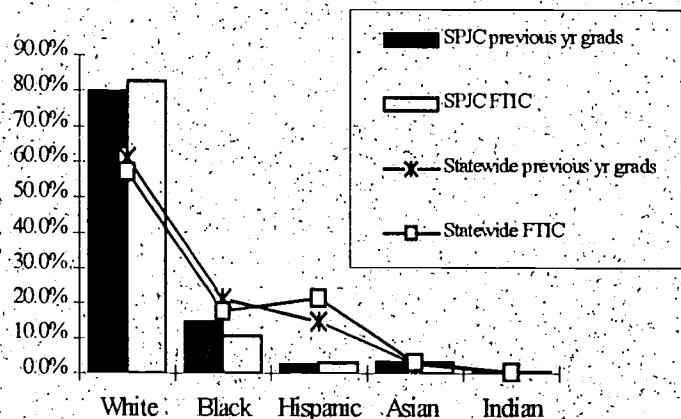 SPJC previous yr grads
SPJC FTIC
Statewide previous yr grads
Statewide FTIC
90.0%
80.0%
70.0%
60.0%
50.0%
40.0%
30.0%
20.0%
10.0%
0.0%
White Black Hispanic Asian Indian